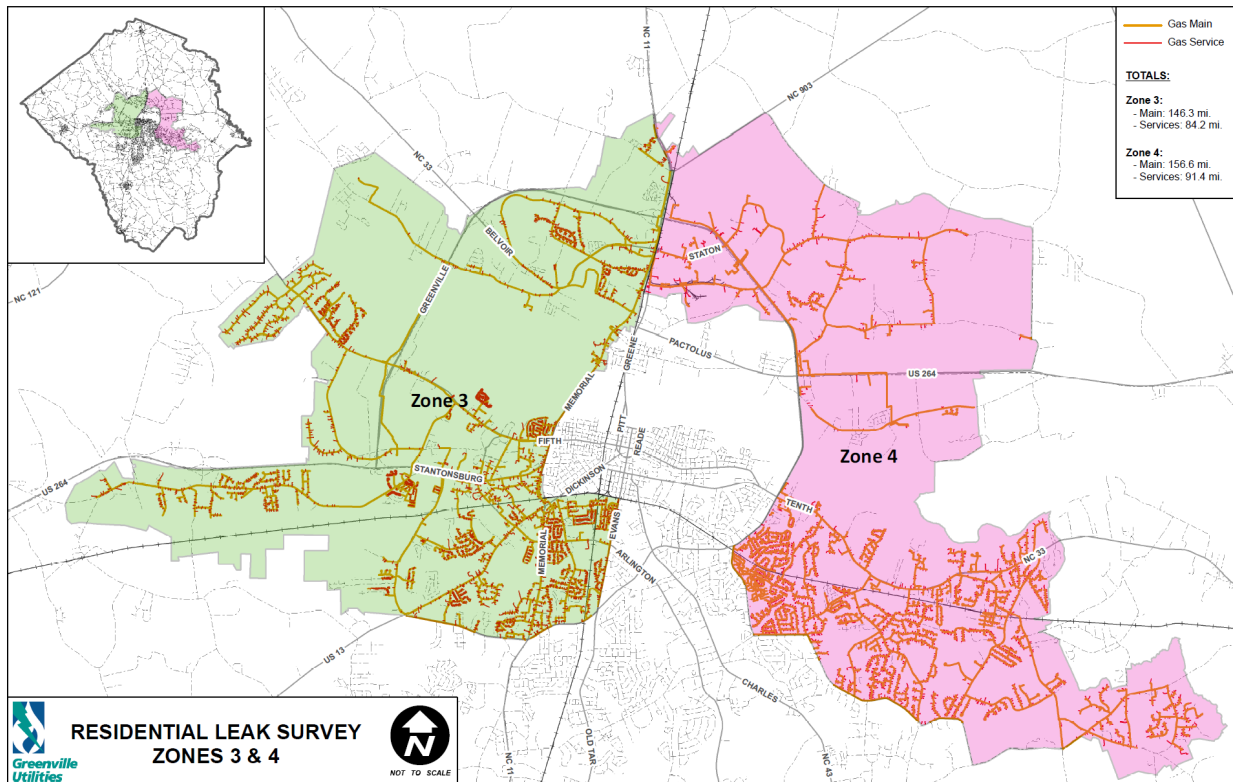 Gas Main
Gas Service
TOTALS:
Zone 3:
- Main: 146.3 mi.
- Services: 84.2 mi.
Zone 4:
- Main: 156.6 mi.
- Services: 91.4 mi.
NC 11
NC 903
NC 33
BELVOIR
STATON
GREENVILLE
NC 121
PACTOLUS
GREENE
US 264
MEMORIAL
Zone 3
PITT
READE
FIFTH
Zone 4
STANTONSBURG
DICKINSON
US 264
TENTH
EVANS
MEMORIAL
ARLINGTON
NC 33
US 13
CHARLES
OLD TAR
NC 11
NC 43
RESIDENTIAL LEAK SURVEY
ZONES 3 & 4
N
NOT TO SCALE
Greenville
Utilities